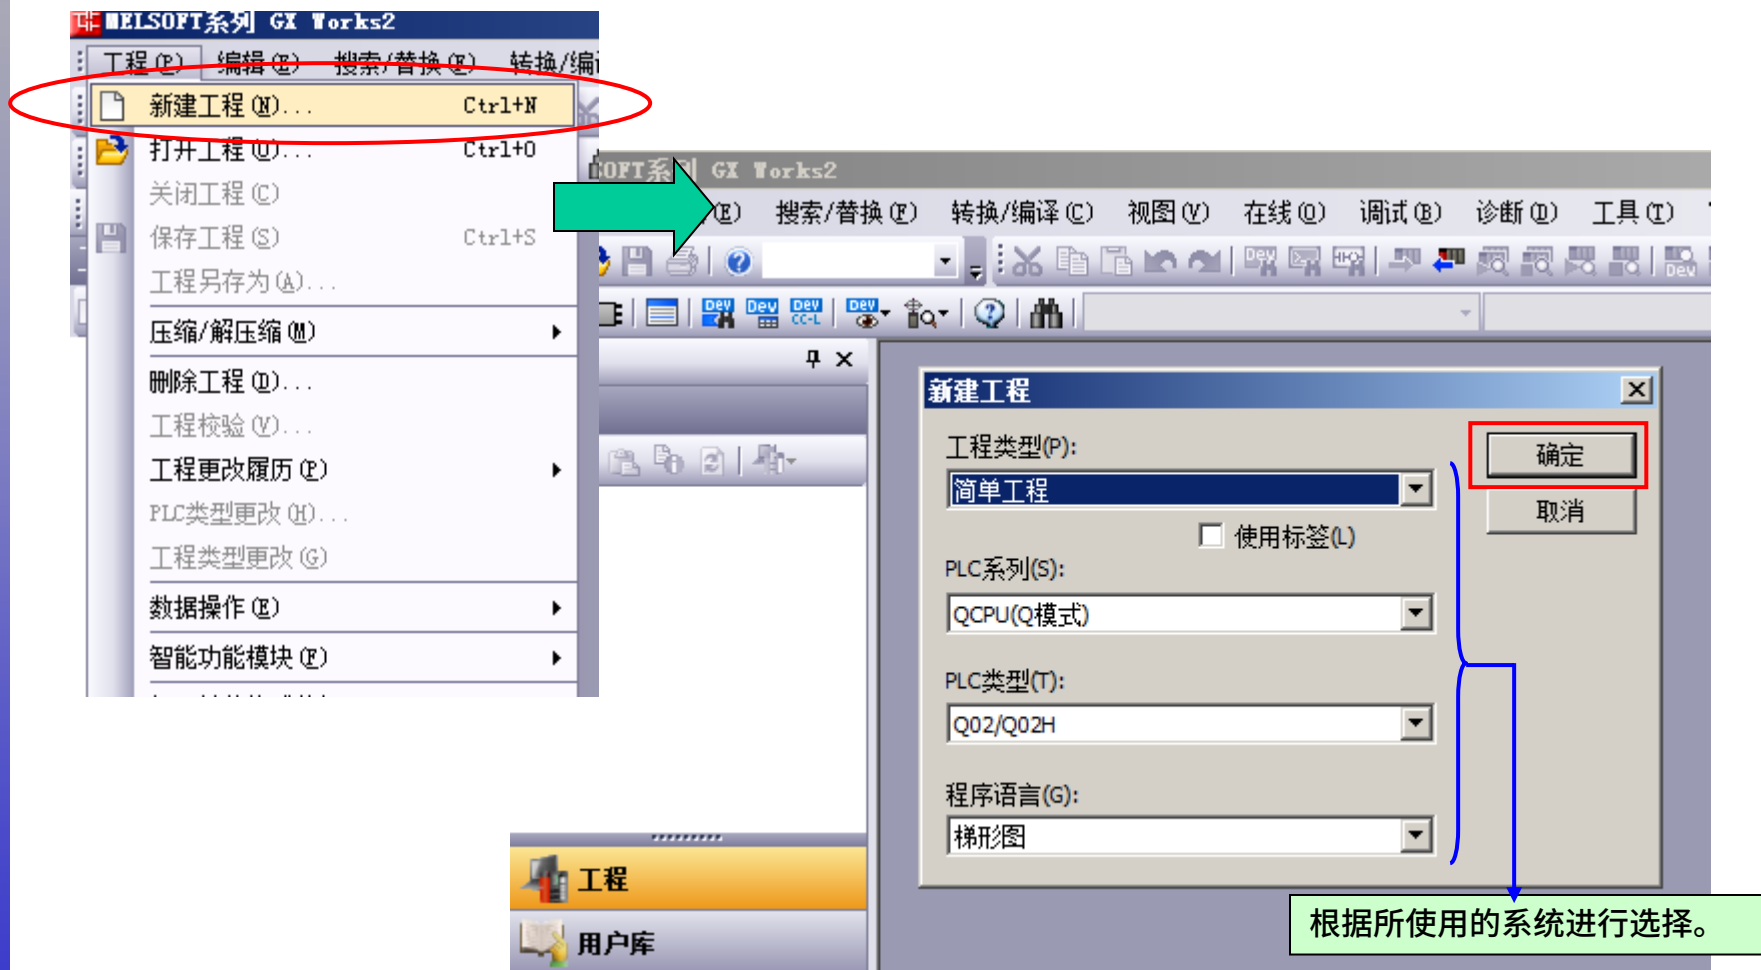 MELSOFT系列 GX Works2
工程(P) 编辑(E) 搜索/替换(F) 转换/编
新建工程(N)... Ctrl+N
打开工程(O)... Ctrl+O
关闭工程(C)
保存工程(S) Ctrl+S
工程另存为(A)...
压缩/解压缩(M)
删除工程(D)...
工程校验(V)...
工程更改履历(P)
PLC类型更改(H)...
工程类型更改(G)
数据操作(E)
智能功能模块(F)
SOFT系列 GX Works2
(E) 搜索/替换(F) 转换/编译(C) 视图(V) 在线(O) 调试(B) 诊断(D) 工具(T)
新建工程
工程类型(P):
简单工程
使用标签(L)
PLC系列(S):
QCPU(Q模式)
PLC类型(T):
Q02/Q02H
程序语言(G):
梯形图
确定
取消
工程
用户库
根据所使用的系统进行选择。